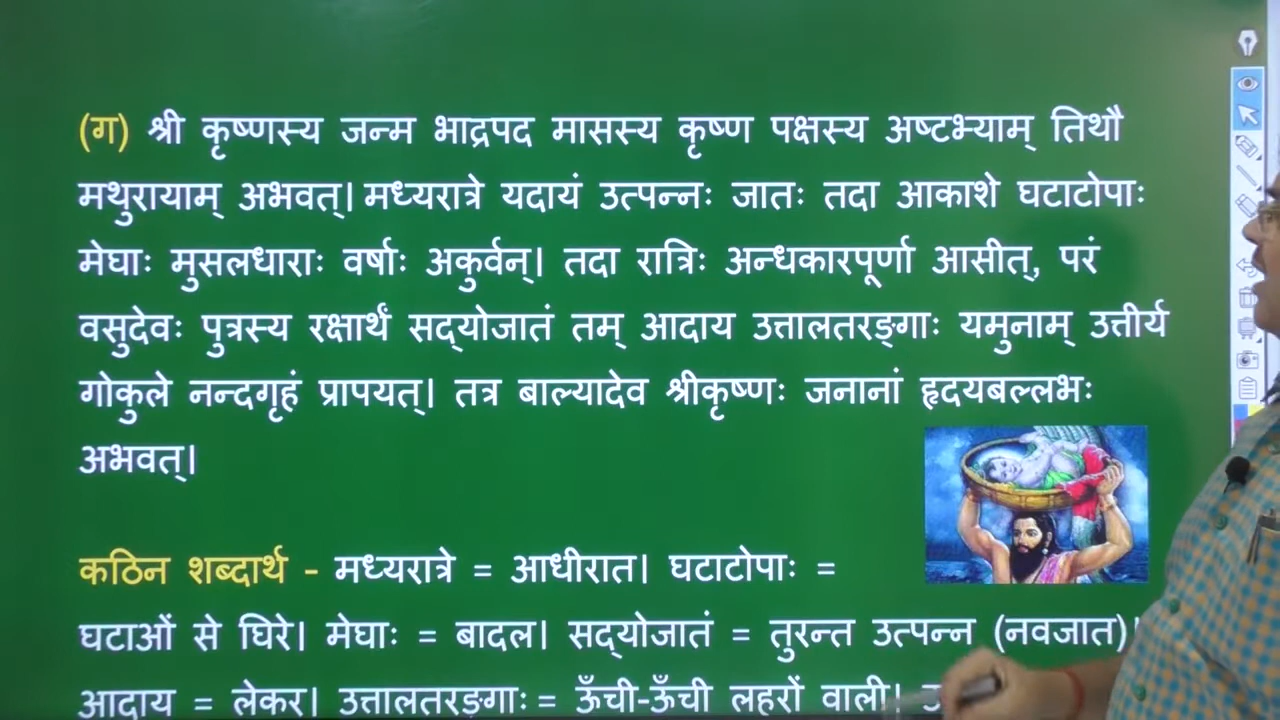 (ग) श्री कृष्णस्य जन्म भाद्रपद मासस्य कृष्ण पक्षस्य अष्टभ्याम् तिथौ
मथुरायाम् अभवत्। मध्यरात्रे यदायं उत्पन्नः जातः तदा आकाशे घटाटोपाः
मेघाः मुसलधाराः वर्षाः अकुर्वन्। तदा रात्रिः अन्धकारपूर्णा आसीत्, परं
वसुदेवः पुत्रस्य रक्षार्थं सद्योजातं तम् आदाय उत्तालतरङ्गाः यमुनाम् उत्तीर्य
गोकुले नन्दगृहं प्रापयत्। तत्र बाल्यादेव श्रीकृष्णः जनानां हृदयबल्लभः
अभवत्।
कठिन शब्दार्थ - मध्यरात्रे = आधीरात। घटाटोपाः =
घटाओं से घिरे। मेघाः = बादल। सद्योजातं = तुरन्त उत्पन्न (नवजात)।
आदाय = लेकर। उत्तालतरङ्गाः = ऊँची-ऊँची लहरों वाली।